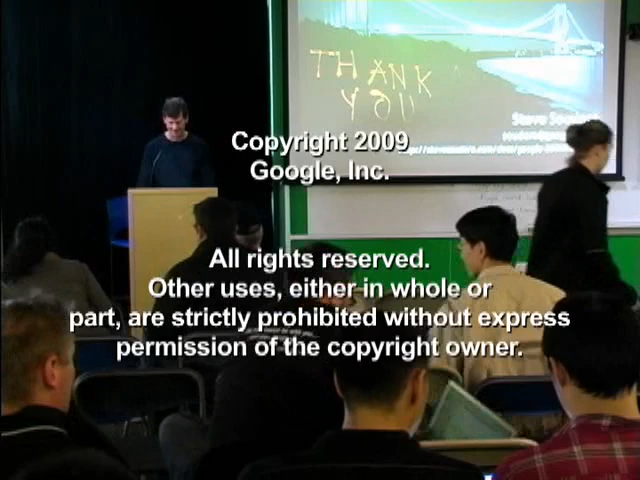 THANK
YOU
Steve
Copyright 2009
Google, Inc.
All rights reserved.
Other uses, either in whole or
part, are strictly prohibited without express
permission of the copyright owner.